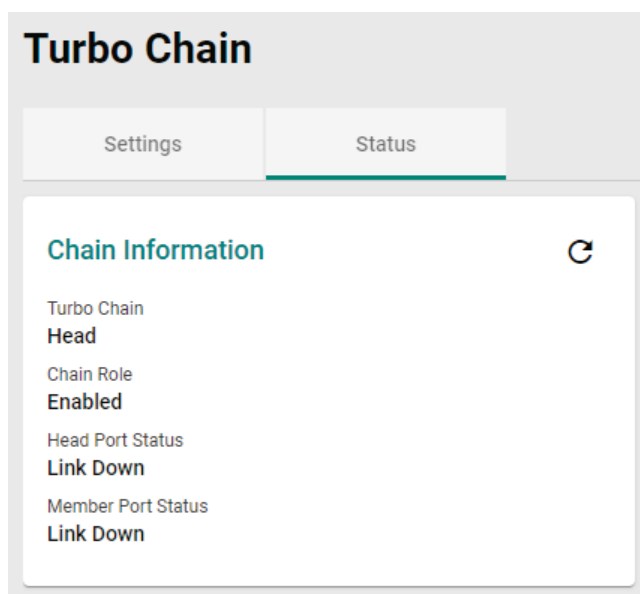 Turbo Chain
Settings
Status
Chain Information
Turbo Chain
Head
Chain Role
Enabled
Head Port Status
Link Down
Member Port Status
Link Down